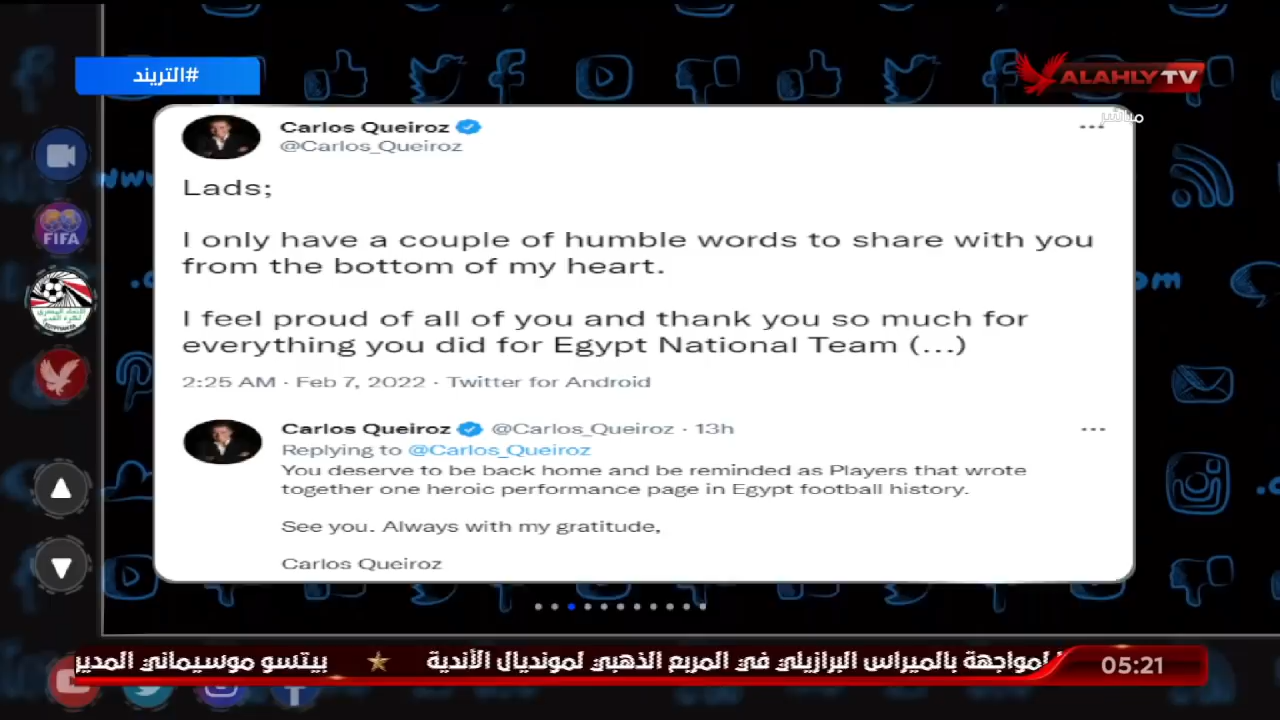 #التريند
ALAHLY TV
مباشر
Carlos Queiroz
@Carlos_Queiroz
Lads;
I only have a couple of humble words to share with you
from the bottom of my heart.
I feel proud of all of you and thank you so much for
everything you did for Egypt National Team (...)
2:25 AM · Feb 7, 2022 · Twitter for Android
Carlos Queiroz @Carlos_Queiroz · 13h
Replying to @Carlos_Queiroz
You deserve to be back home and be reminded as Players that wrote
together one heroic performance page in Egypt football history.
See you. Always with my gratitude,
Carlos Queiroz
FIFA
لمواجهة بالميراس البرازيلي في المربع الذهبي لمونديال الأندية ★ بيتسو موسيماني المدير
05:21